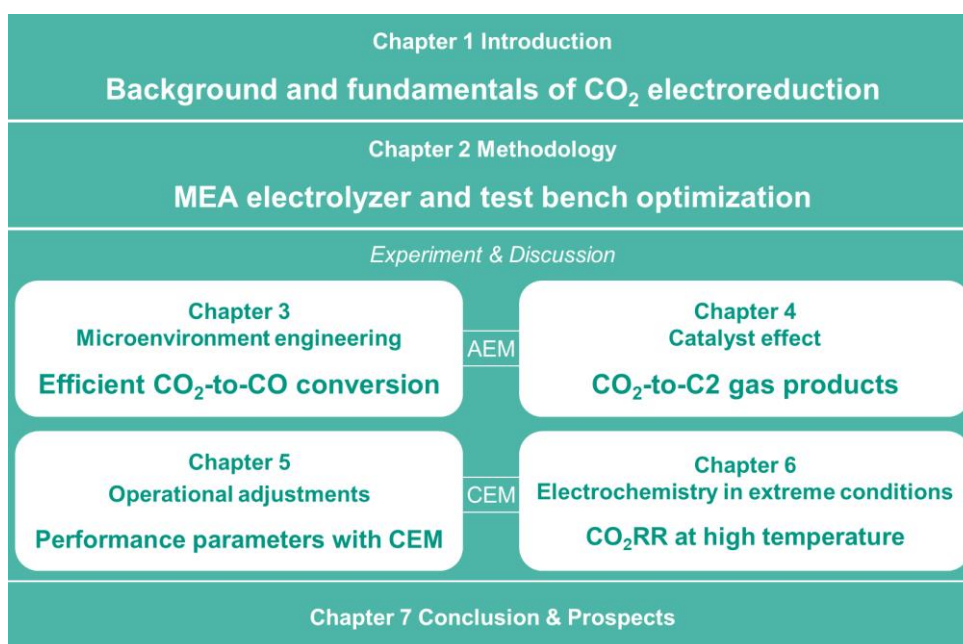 Chapter 1 Introduction
Background and fundamentals of CO₂ electroreduction
Chapter 2 Methodology
MEA electrolyzer and test bench optimization
Experiment & Discussion
Chapter 3
Microenvironment engineering
Efficient CO₂-to-CO conversion
AEM
Chapter 4
Catalyst effect
CO₂-to-C2 gas products
Chapter 5
Operational adjustments
Performance parameters with CEM
CEM
Chapter 6
Electrochemistry in extreme conditions
CO₂RR at high temperature
Chapter 7 Conclusion & Prospects